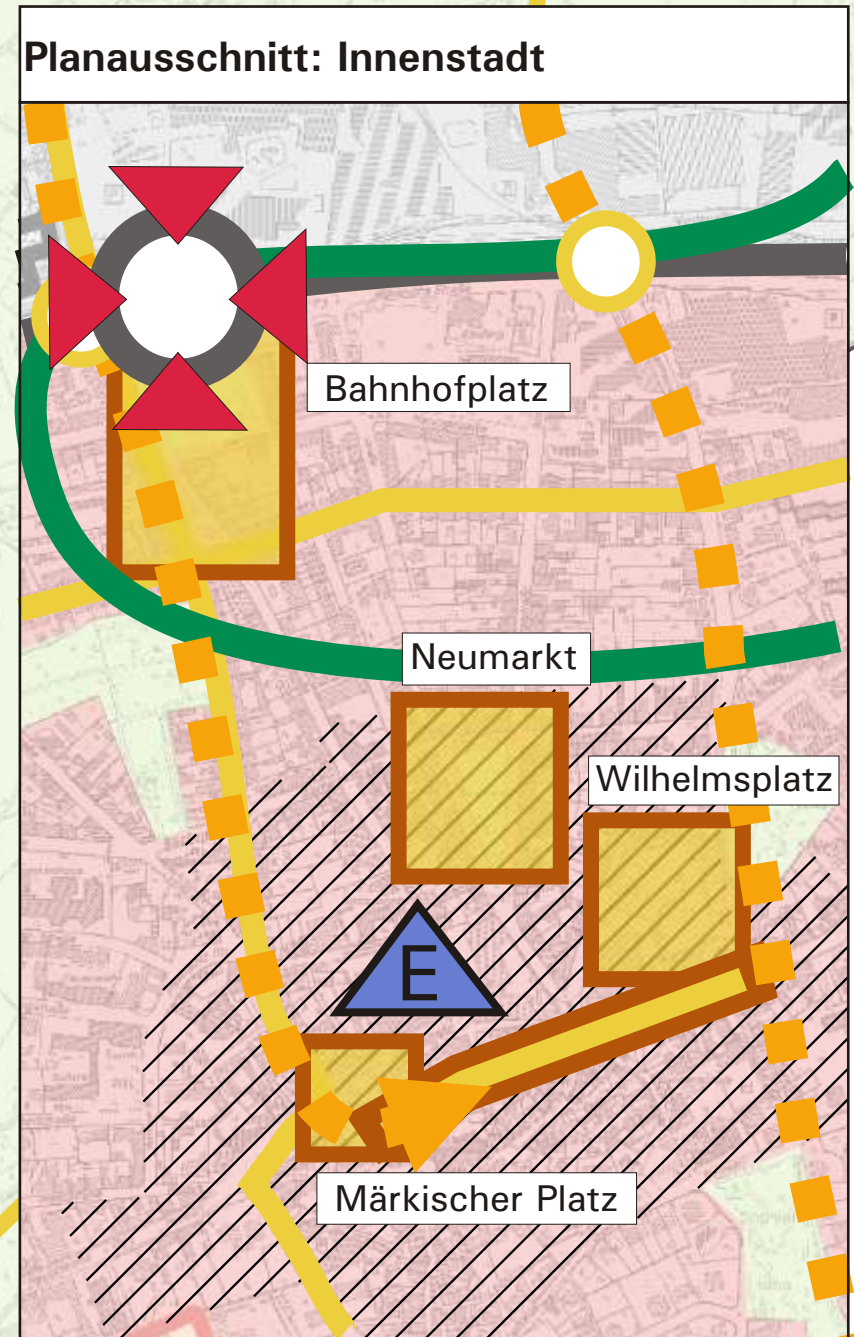 Planausschnitt: Innenstadt
Bahnhofplatz
Neumarkt
Wilhelmsplatz
E
Märkischer Platz